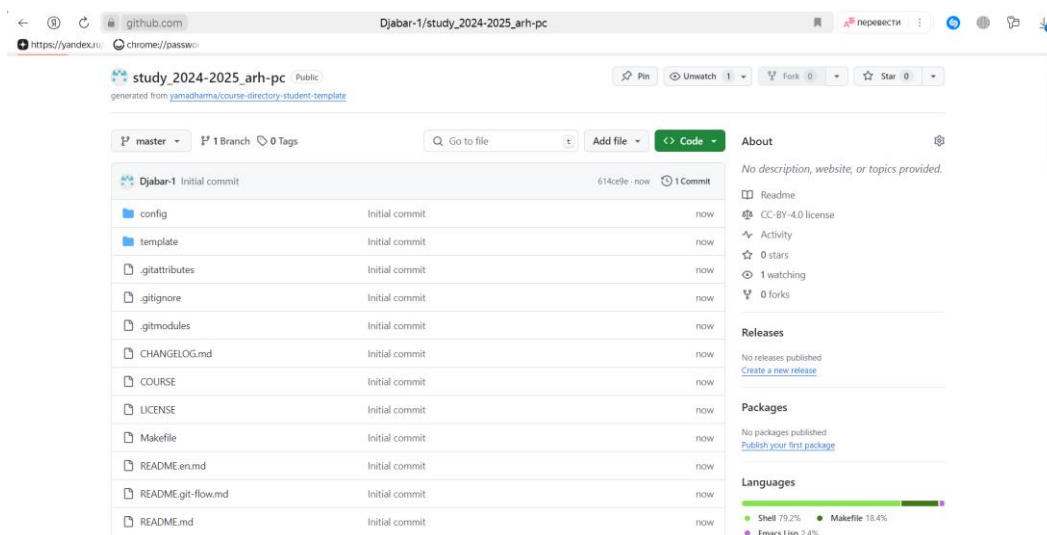 github.com
Djabar-1/study_2024-2025_arh-pc
перевести
https://yandex.ru
chrome://passwo
study_2024-2025_arh-pc Public
Pin
Unwatch 1
Fork 0
Star 0
generated from yamadharma/course-directory-student-template
master
1 Branch
0 Tags
Go to file
t
Add file
Code
Djabar-1 Initial commit
614ce9e · now
1 Commit
config Initial commit now
template Initial commit now
.gitattributes Initial commit now
.gitignore Initial commit now
.gitmodules Initial commit now
CHANGELOG.md Initial commit now
COURSE Initial commit now
LICENSE Initial commit now
Makefile Initial commit now
README.en.md Initial commit now
README.git-flow.md Initial commit now
README.md Initial commit now
About
No description, website, or topics provided.
Readme
CC-BY-4.0 license
Activity
0 stars
1 watching
0 forks
Releases
No releases published
Create a new release
Packages
No packages published
Publish your first package
Languages
Shell 79.2% Makefile 18.4%
Emacs Lisp 2.4%